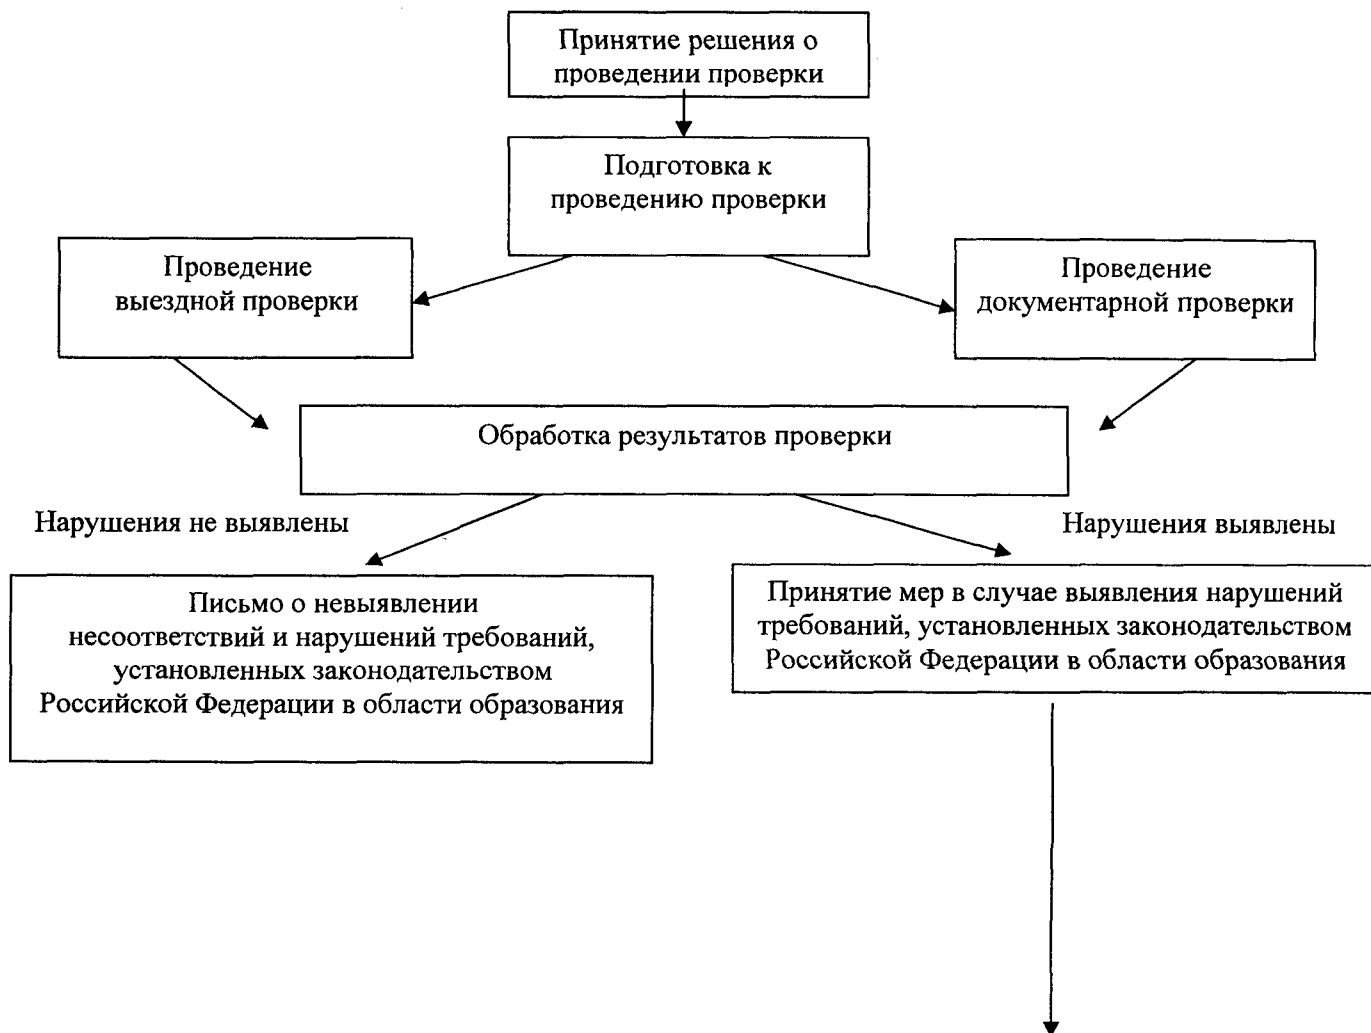 Принятие решения о
проведении проверки
Подготовка к
проведению проверки
Проведение
выездной проверки
Проведение
документарной проверки
Обработка результатов проверки
Нарушения не выявлены
Нарушения выявлены
Письмо о невыявлении
несоответствий и нарушений требований,
установленных законодательством
Российской Федерации в области образования
Принятие мер в случае выявления нарушений
требований, установленных законодательством
Российской Федерации в области образования